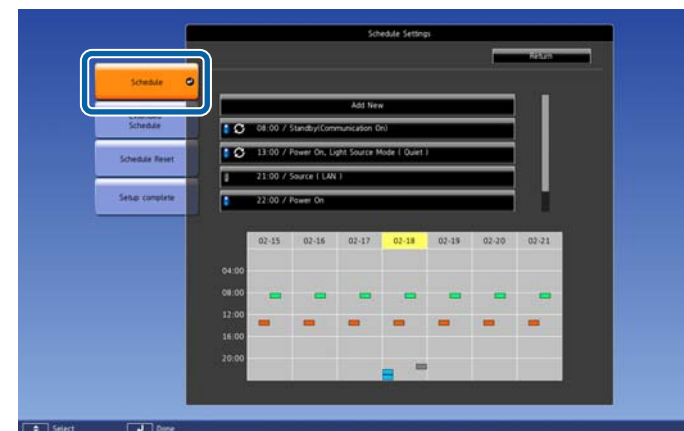 Schedule Settings
Return
Schedule
Add New
Schedule
08:00 / Standby(Communication On)
Schedule Reset
13:00 / Power On, Light Source Mode ( Quiet )
21:00 / Source ( LAN )
Setup complete
22:00 / Power On
02-15 02-16 02-17 02-18 02-19 02-20 02-21
04:00
08:00
12:00
16:00
20:00
Select Done